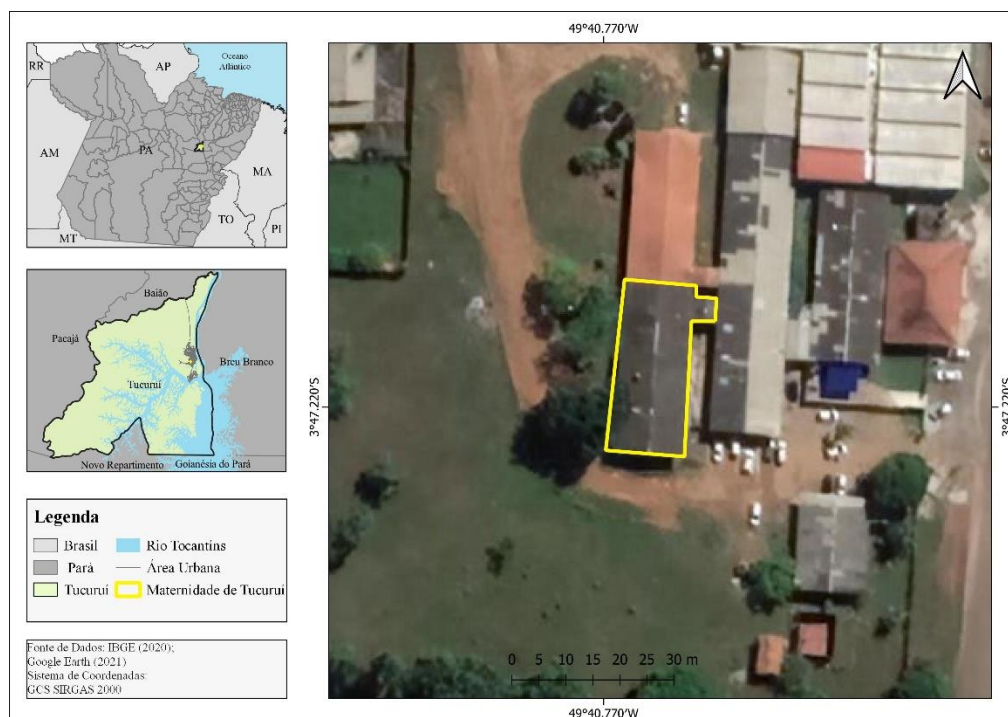 RR
AP
Oceano
Atlântico
AM
PA
MA
TO
PI
MT
Baião
Pacajá
Breu Branco
Tucuruí
Novo Repartimento
Goianésia do Pará
Legenda
Brasil
Rio Tocantins
Pará
Área Urbana
Tucuruí
Maternidade de Tucuruí
Fonte de Dados: IBGE (2020);
Google Earth (2021)
Sistema de Coordenadas:
GCS SIRGAS 2000
49°40.770'W
3°47.220'S
3°47.220'S
0 5 10 15 20 25 30 m
49°40.770'W